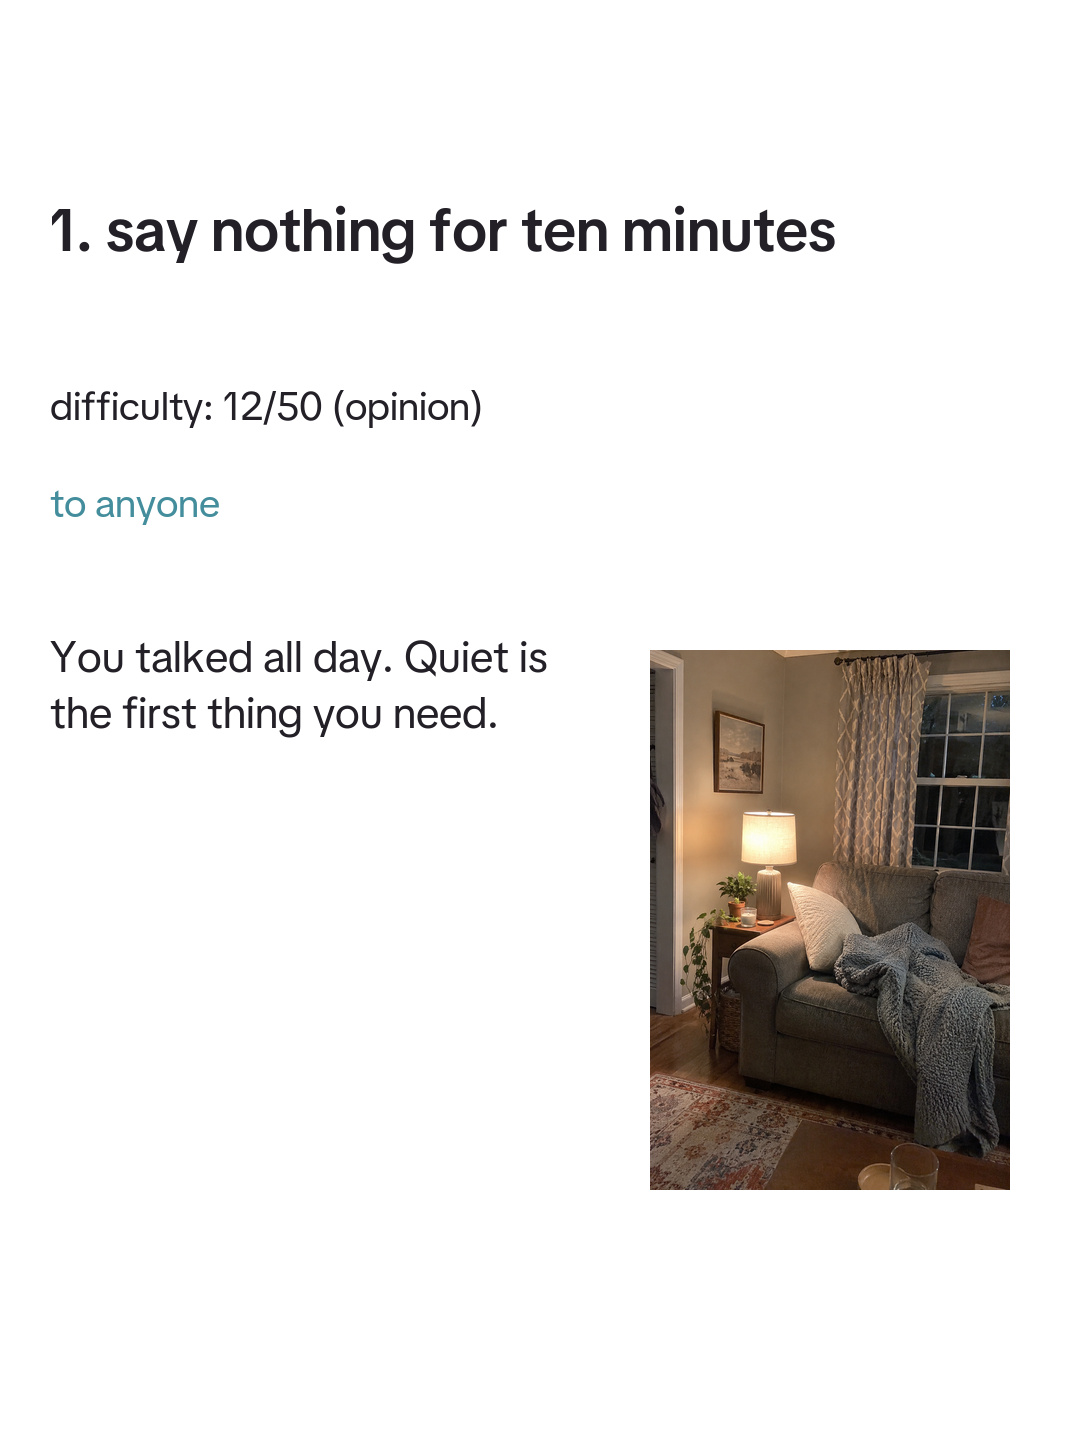 1. say nothing for ten minutes
difficulty: 12/50 (opinion)
to anyone
You talked all day. Quiet is
the first thing you need.